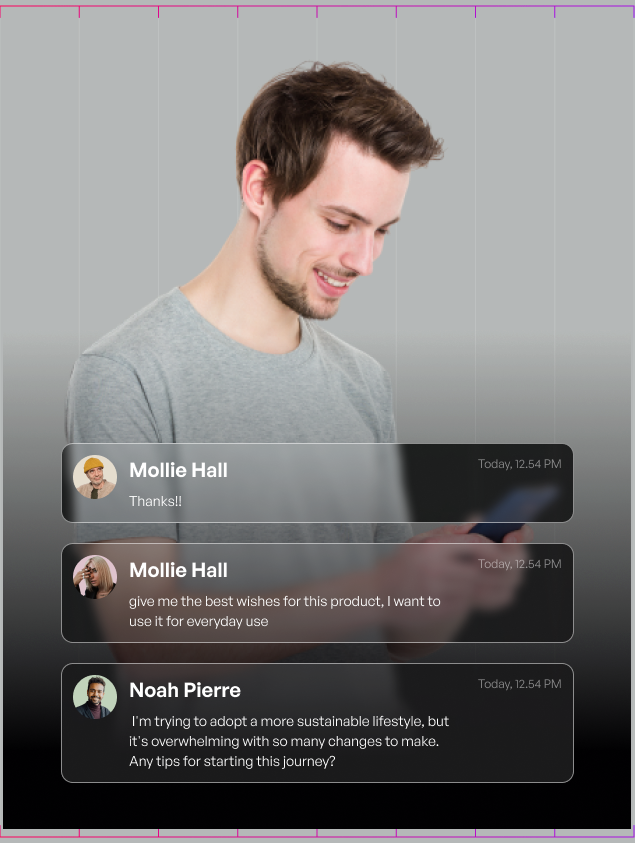 Mollie Hall
Today, 12.54 PM
Thanks!!
Mollie Hall
Today, 12.54 PM
give me the best wishes for this product, I want to
use it for everyday use
Noah Pierre
Today, 12.54 PM
I'm trying to adopt a more sustainable lifestyle, but
it's overwhelming with so many changes to make.
Any tips for starting this journey?